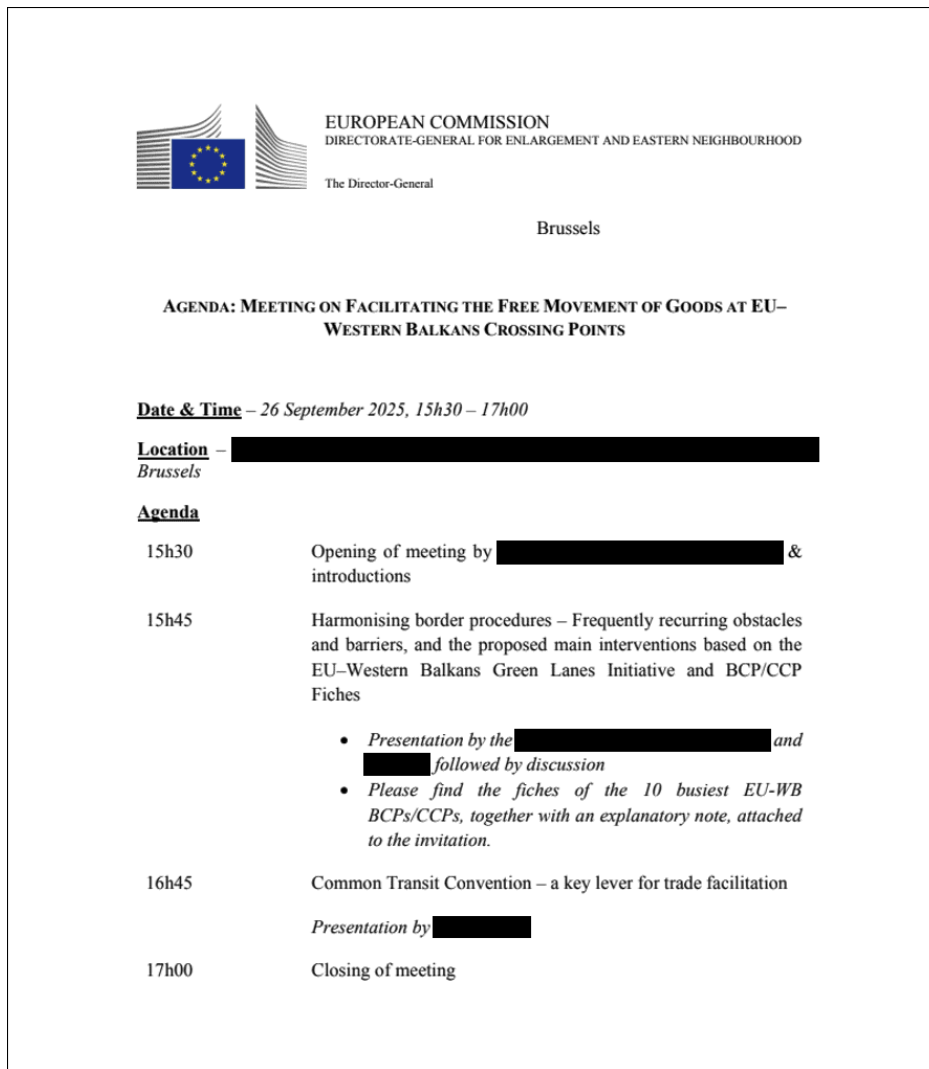 EUROPEAN COMMISSION
DIRECTORATE-GENERAL FOR ENLARGEMENT AND EASTERN NEIGHBOURHOOD
The Director-General
Brussels
AGENDA: MEETING ON FACILITATING THE FREE MOVEMENT OF GOODS AT EU–
WESTERN BALKANS CROSSING POINTS
Date & Time – 26 September 2025, 15h30 – 17h00
Location –
Brussels
Agenda
15h30 Opening of meeting by &
introductions
15h45 Harmonising border procedures – Frequently recurring obstacles
and barriers, and the proposed main interventions based on the
EU–Western Balkans Green Lanes Initiative and BCP/CCP
Fiches
• Presentation by the and
followed by discussion
• Please find the fiches of the 10 busiest EU-WB
BCPs/CCPs, together with an explanatory note, attached
to the invitation.
16h45 Common Transit Convention – a key lever for trade facilitation
Presentation by
17h00 Closing of meeting